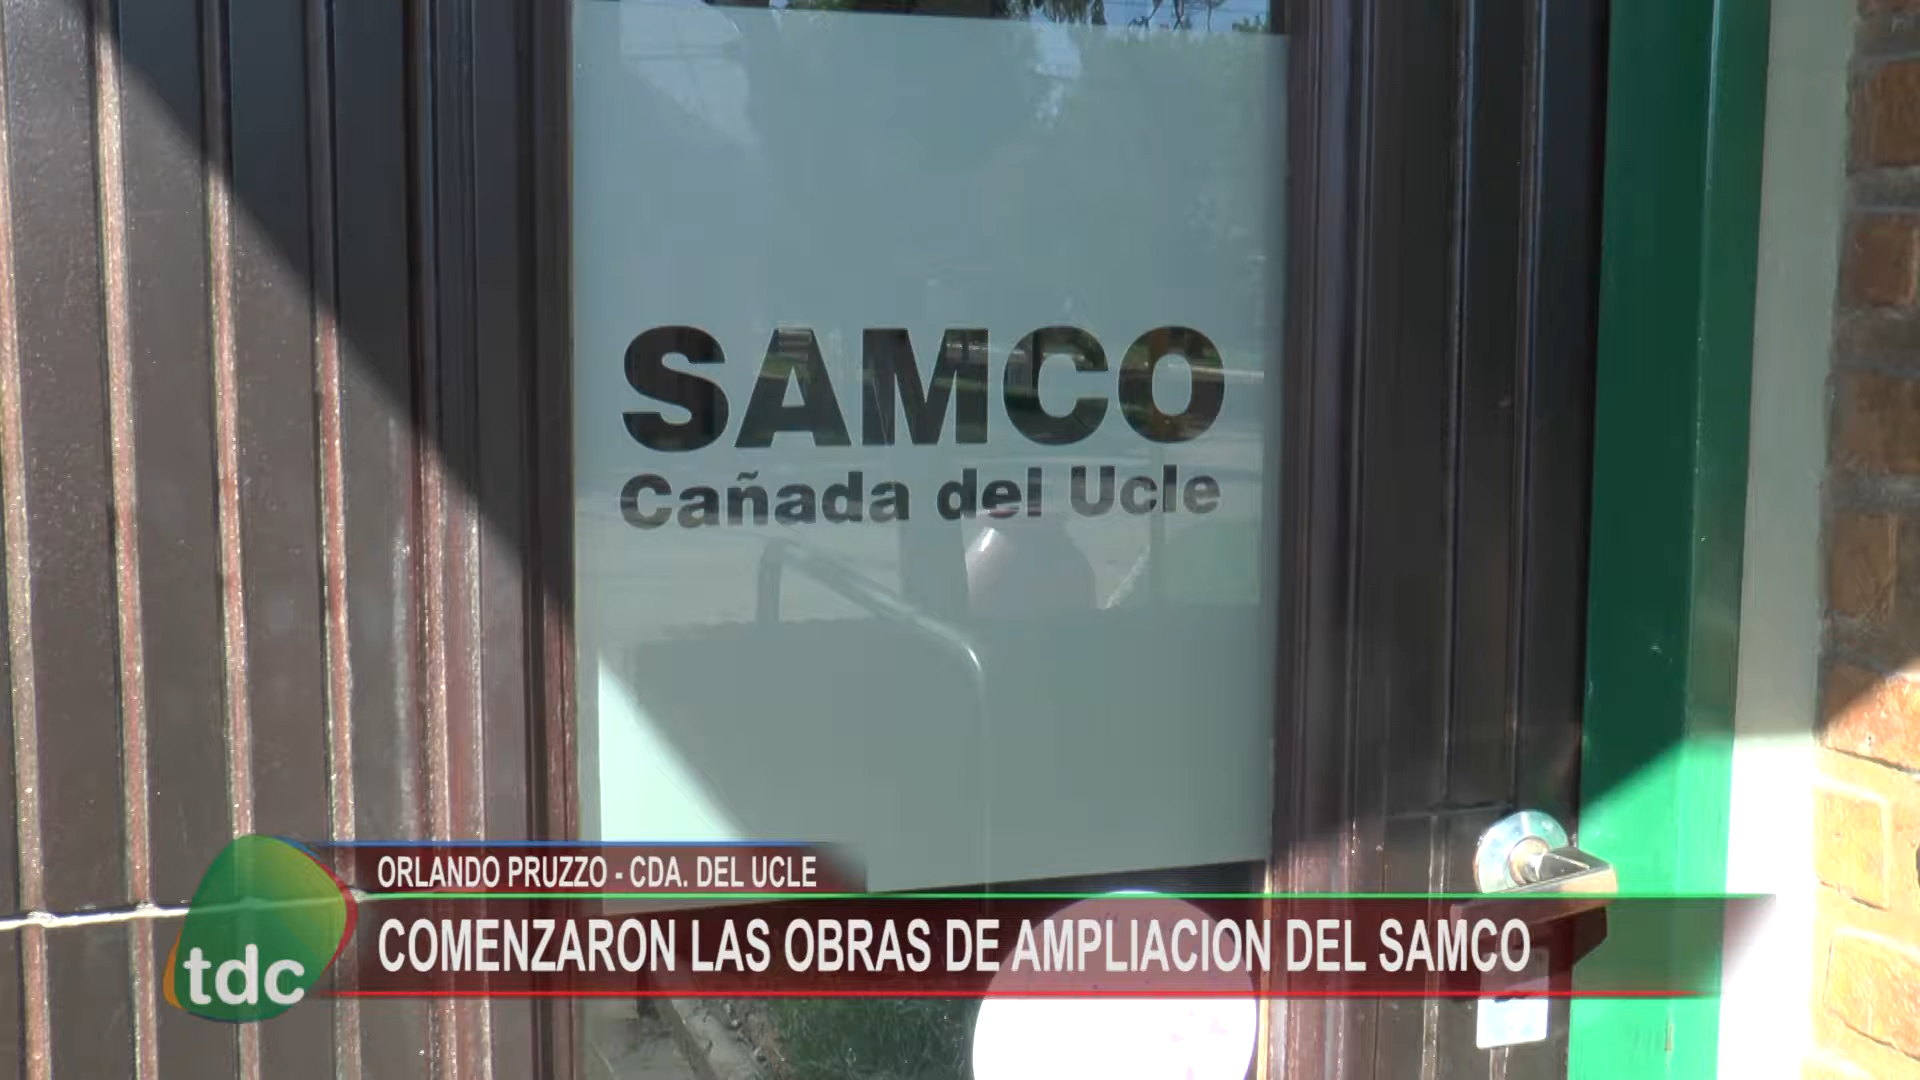 SAMCO
Cañada del Ucle
ORLANDO PRUZZO - CDA. DEL UCLE
COMENZARON LAS OBRAS DE AMPLIACION DEL SAMCO
tdc